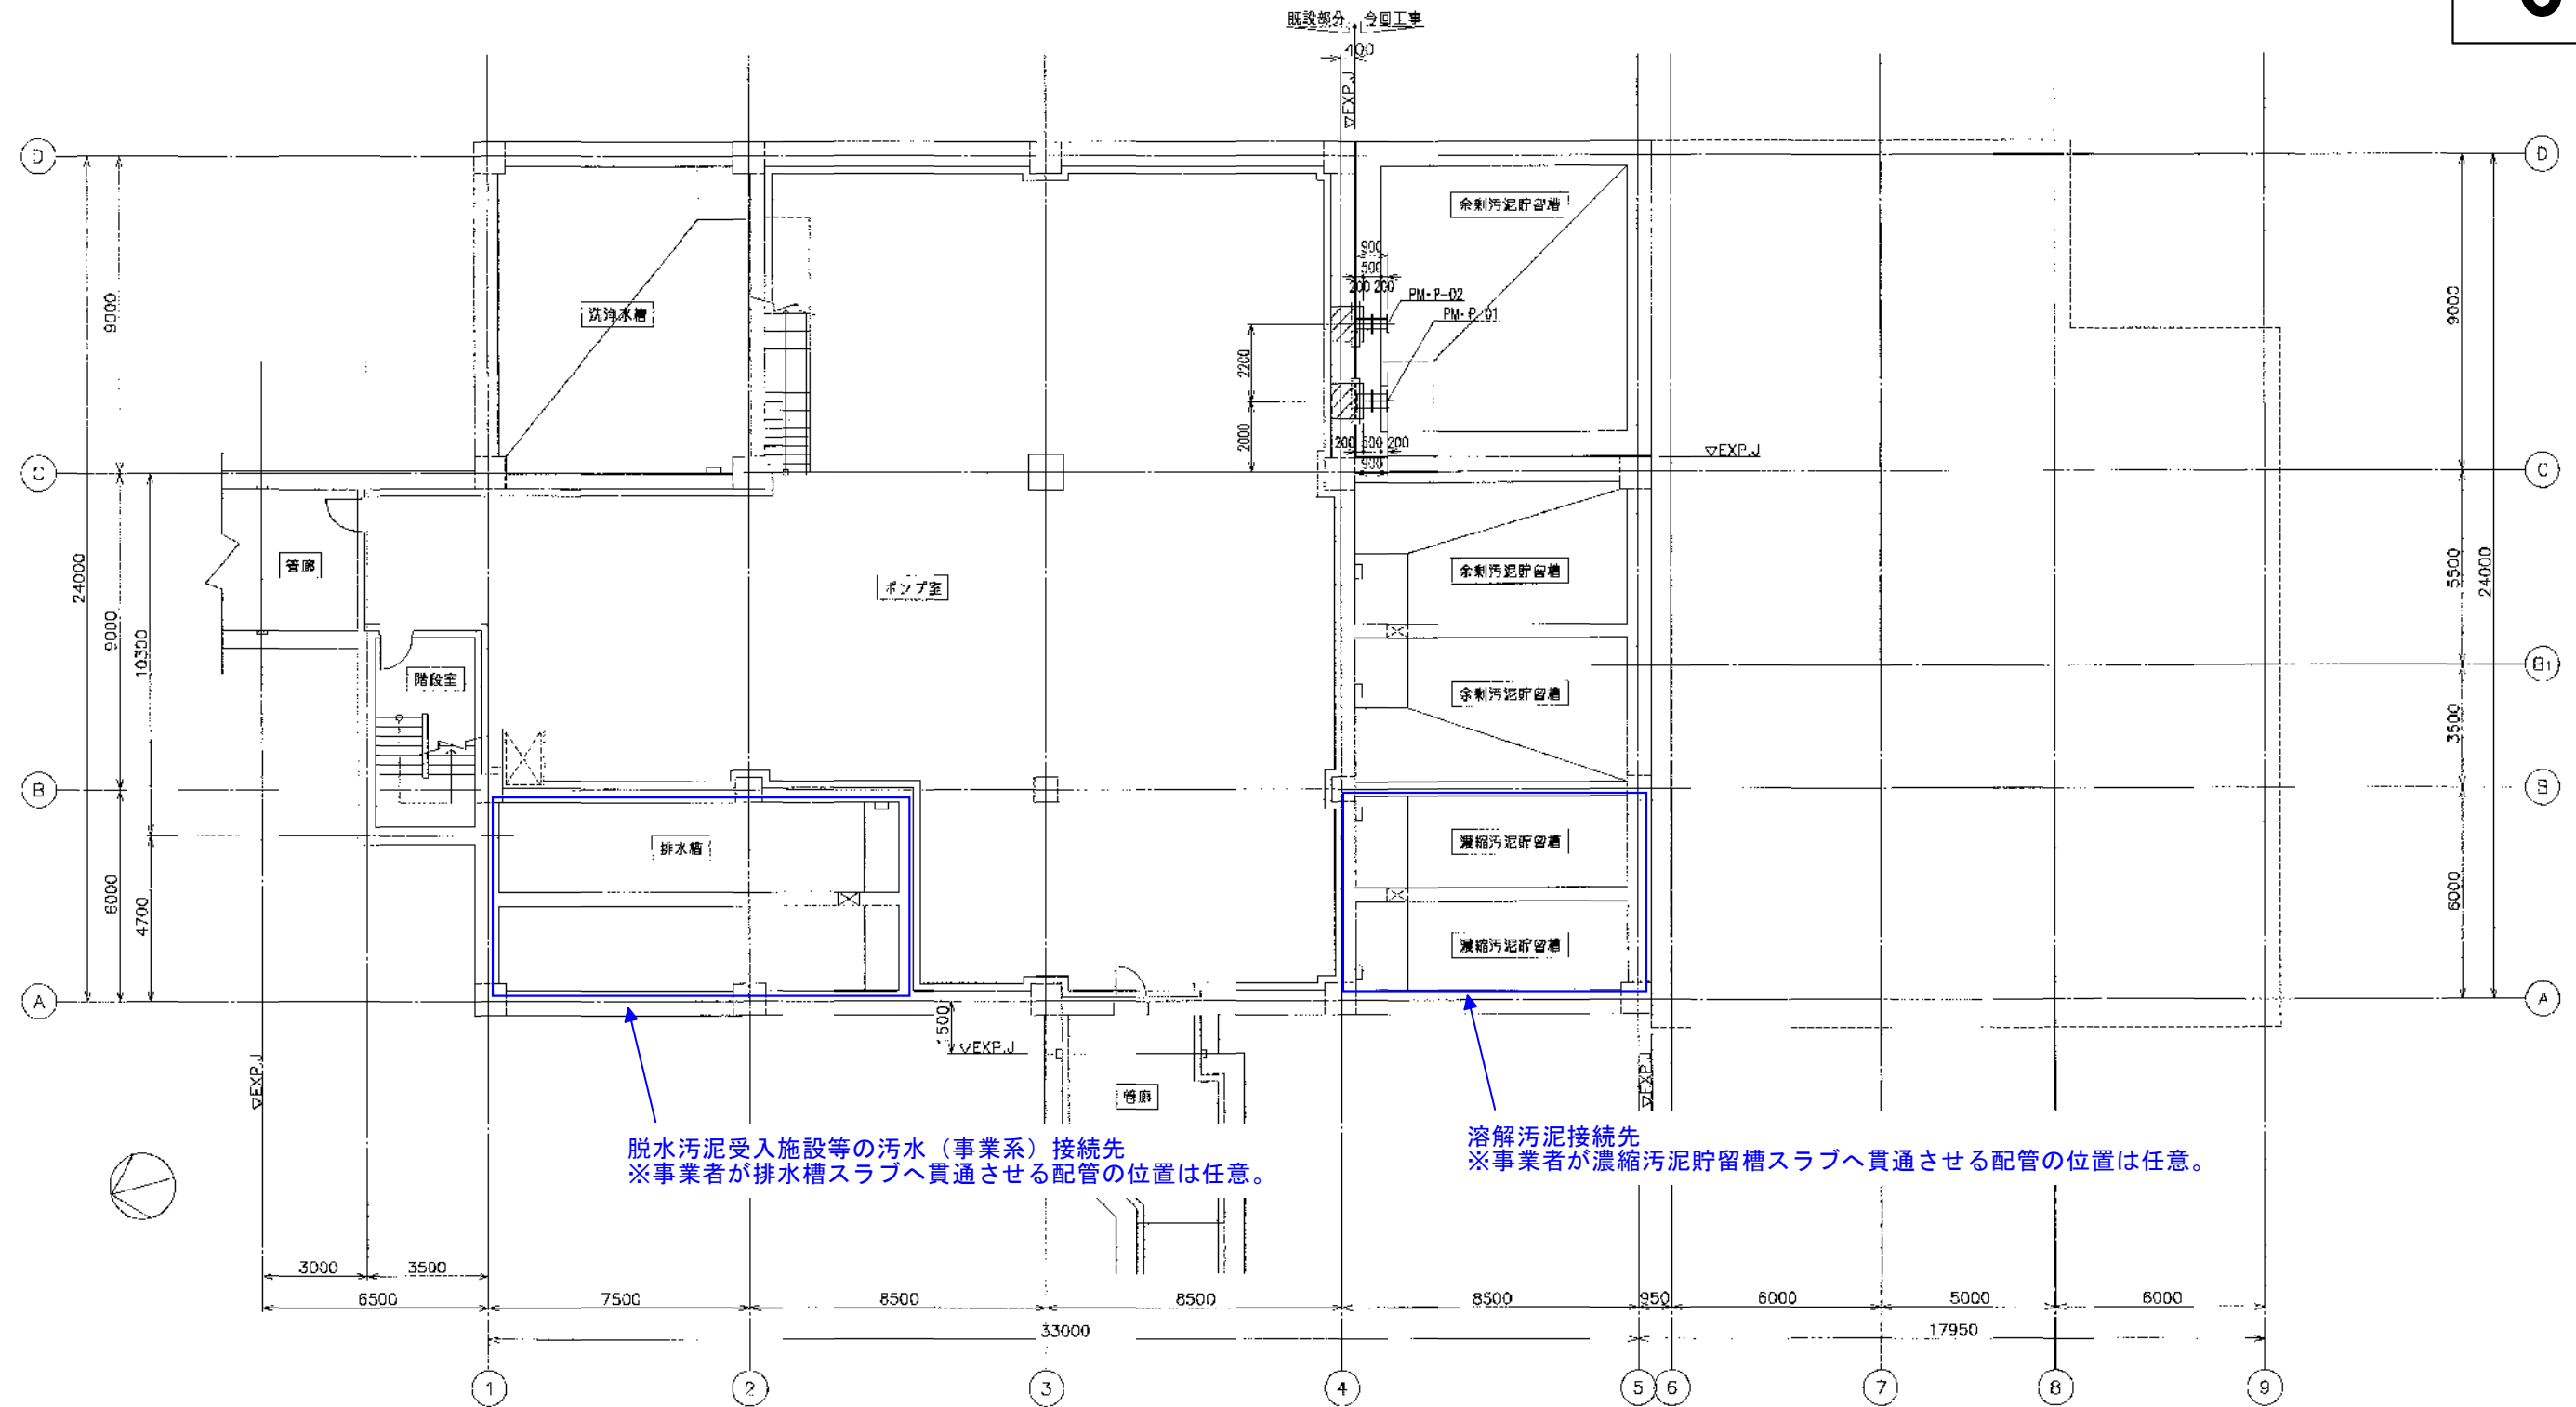 既設部分 今回工事
400
▽EXP.J
D
D
余剰汚泥貯留槽
900
500
200 200
PM-P-02
PM-P-01
洗浄水槽
9000
9000
2200
2000
200 500 200
900
▽EXP.J
C
C
管廊
ポンプ室
余剰汚泥貯留槽
24000
9000
10300
5500
24000
階段室
余剰汚泥貯留槽
B1
3500
B
B
排水槽
濃縮汚泥貯留槽
6000
4700
6000
濃縮汚泥貯留槽
A
A
▽EXP.J
▽EXP.J
▽EXP.J
管廊
脱水汚泥受入施設等の汚水（事業系）接続先
※事業者が排水槽スラブへ貫通させる配管の位置は任意。
溶解汚泥接続先
※事業者が濃縮汚泥貯留槽スラブへ貫通させる配管の位置は任意。
3000 3500
6500 7500 8500 8500 8500 950 6000 5000 6000
33000 17950
1 2 3 4 5 6 7 8 9